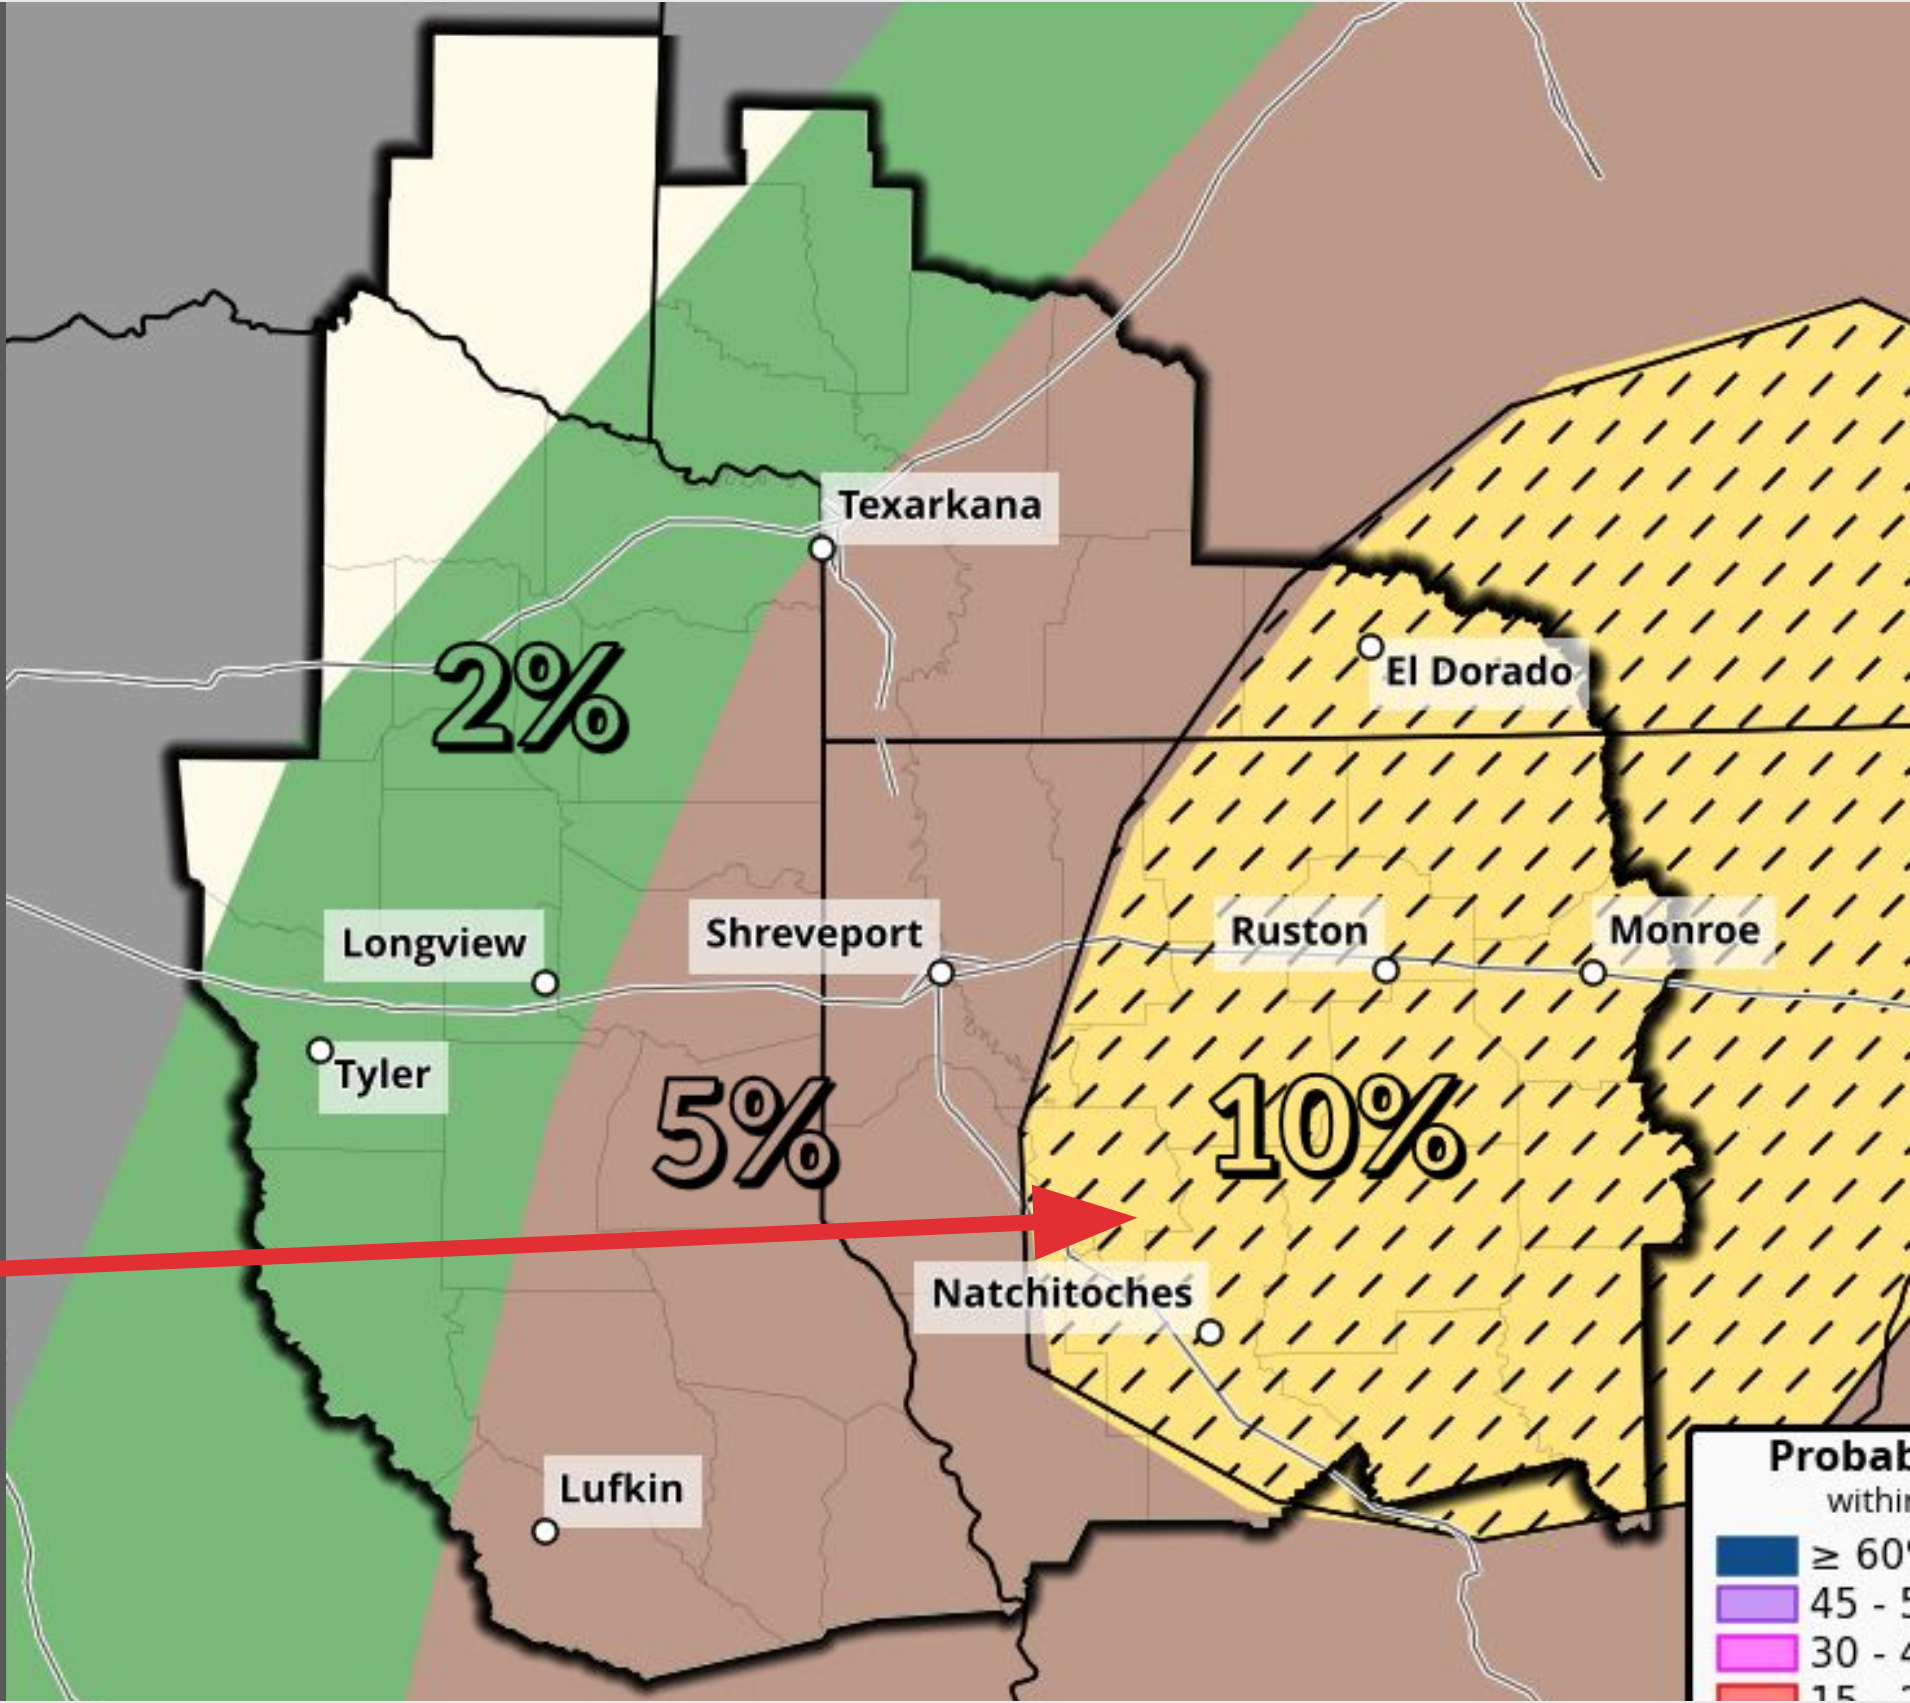 Texarkana
El Dorado
2%
Longview
Shreveport
Ruston
Monroe
Tyler
5%
10%
Natchitoches
Lufkin
≥ 60
45 - 5
30 - 4